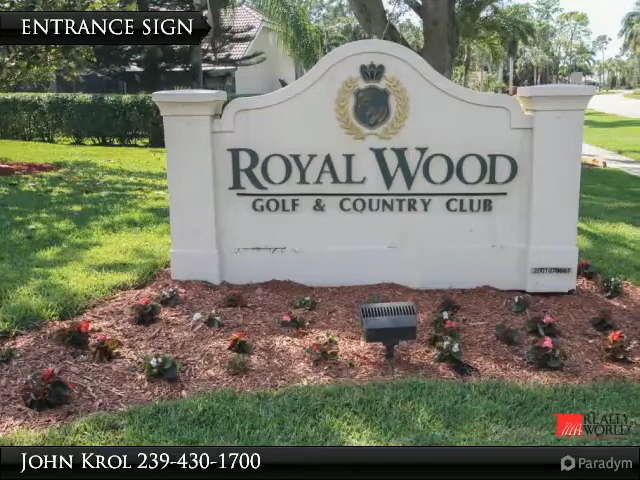 ENTRANCE SIGN
ROYAL WOOD
GOLF & COUNTRY CLUB
REALTY
WORLD
JOHN KROL 239-430-1700
Paradym